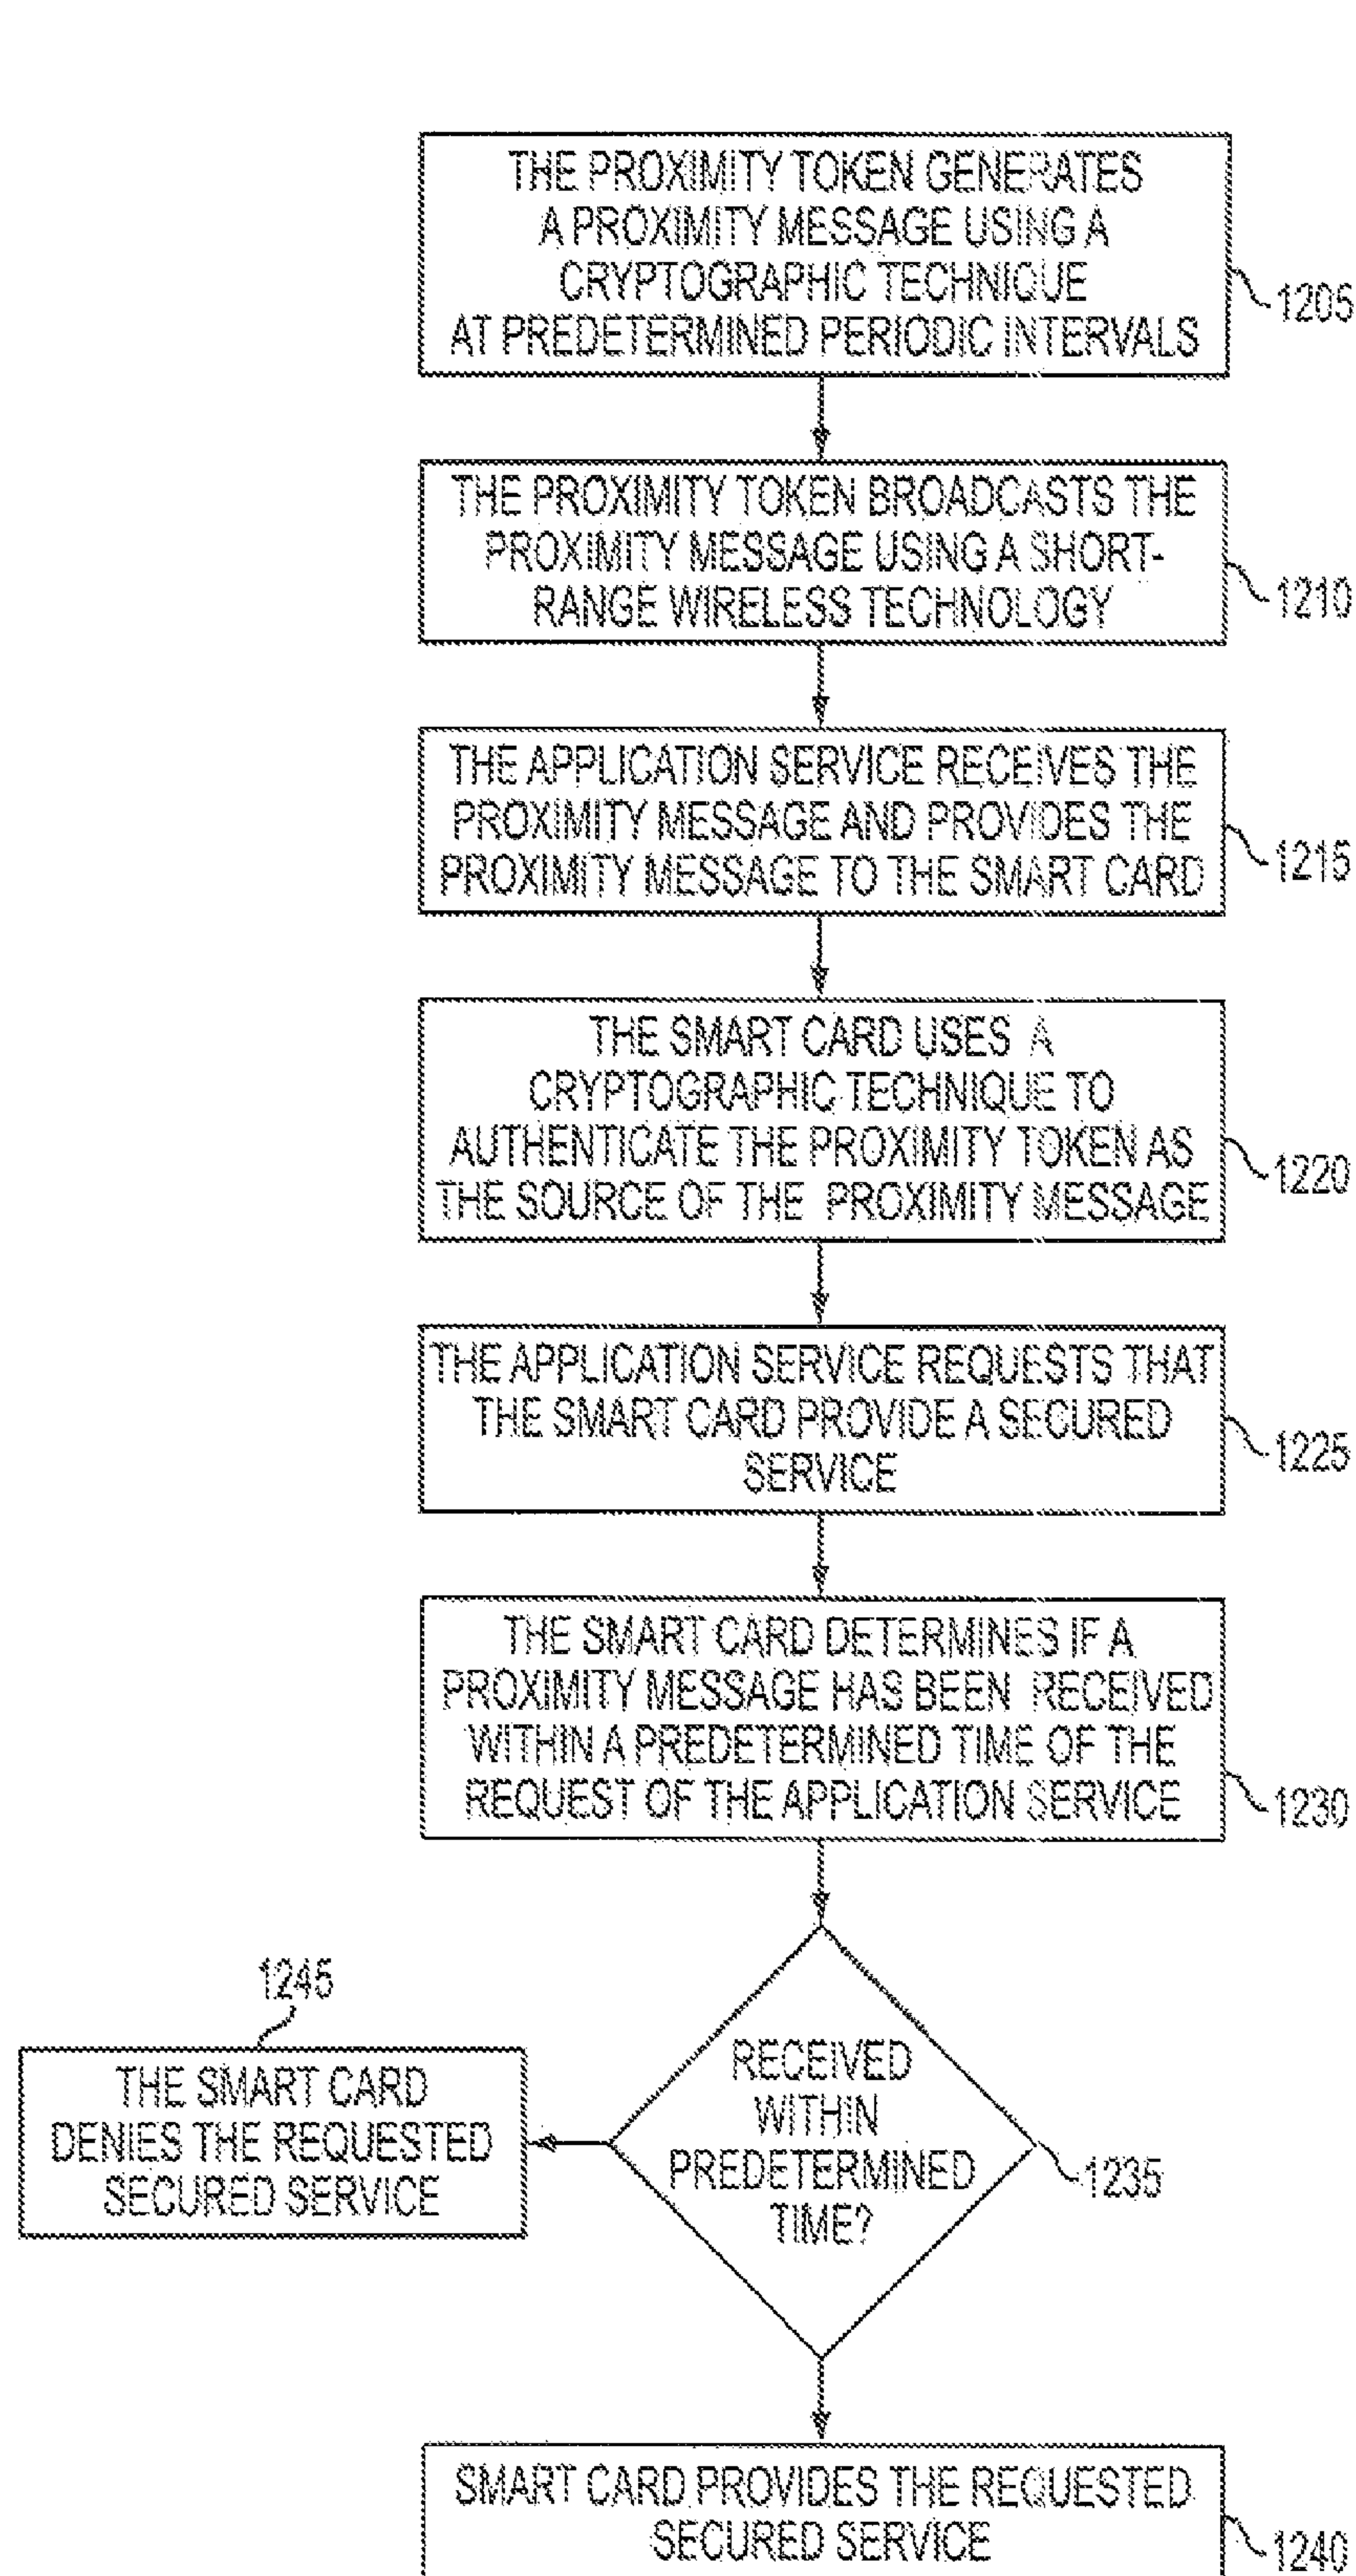 THE PROXIMITY TOKEN GENERATES
A PROXIMITY MESSAGE USING A
CRYPTOGRAPHIC TECHNIQUE
AT PREDETERMINED PERIODIC INTERVALS
1205
THE PROXIMITY TOKEN BROADCASTS THE
PROXIMITY MESSAGE USING A SHORT-
RANGE WIRELESS TECHNOLOGY
1210
THE APPLICATION SERVICE RECEIVES THE
PROXIMITY MESSAGE AND PROVIDES THE
PROXIMITY MESSAGE TO THE SMART CARD
1215
THE SMART CARD USES A
CRYPTOGRAPHIC TECHNIQUE TO
AUTHENTICATE THE PROXIMITY TOKEN AS
THE SOURCE OF THE PROXIMITY MESSAGE
1220
THE APPLICATION SERVICE REQUESTS THAT
THE SMART CARD PROVIDE A SECURED
SERVICE
1225
THE SMART CARD DETERMINES IF A
PROXIMITY MESSAGE HAS BEEN RECEIVED
WITHIN A PREDETERMINED TIME OF THE
REQUEST OF THE APPLICATION SERVICE
1230
RECEIVED
WITHIN
PREDETERMINED
TIME?
1235
1245
THE SMART CARD
DENIES THE REQUESTED
SECURED SERVICE
SMART CARD PROVIDES THE REQUESTED
SECURED SERVICE
1240